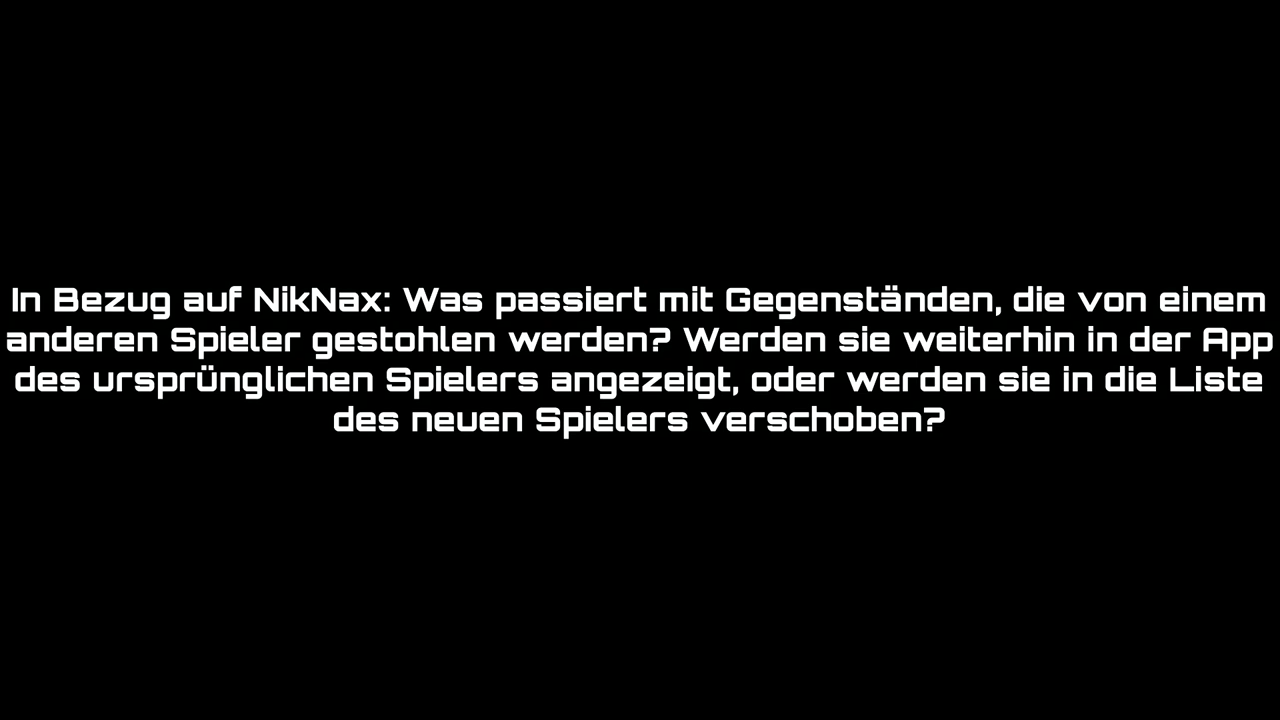 In Bezug auf NikNax: Was passiert mit Gegenständen, die von einem
anderen Spieler gestohlen werden? Werden sie weiterhin in der App
des ursprünglichen Spielers angezeigt, oder werden sie in die Liste
des neuen Spielers verschoben?